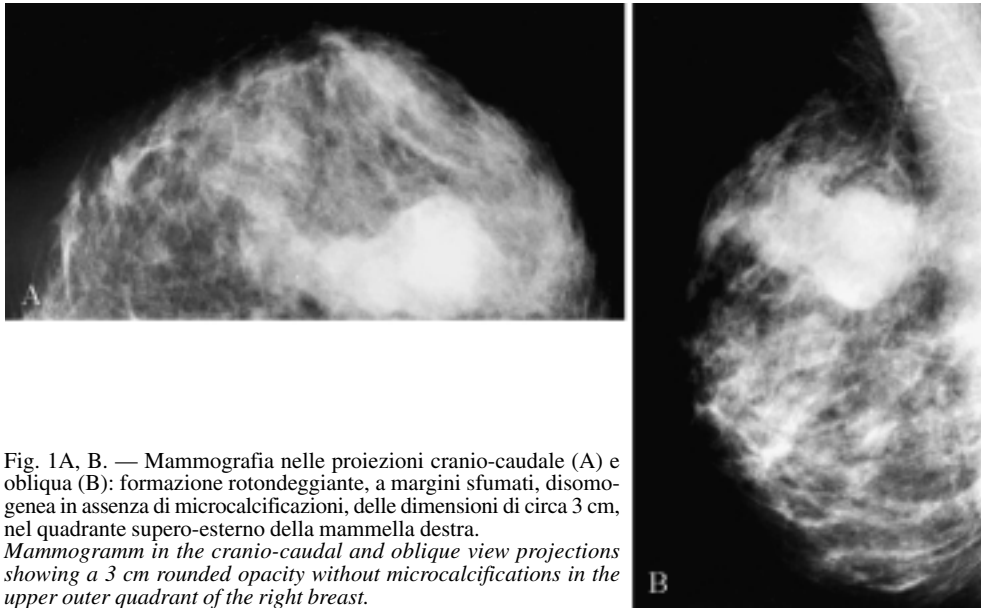 A
B
Fig. 1A, B. — Mammografia nelle proiezioni cranio-caudale (A) e
obliqua (B): formazione rotondeggiante, a margini sfumati, disomo-
genea in assenza di microcalcificazioni, delle dimensioni di circa 3 cm,
nel quadrante supero-esterno della mammella destra.
Mammogramm in the cranio-caudal and oblique view projections
showing a 3 cm rounded opacity without microcalcifications in the
upper outer quadrant of the right breast.